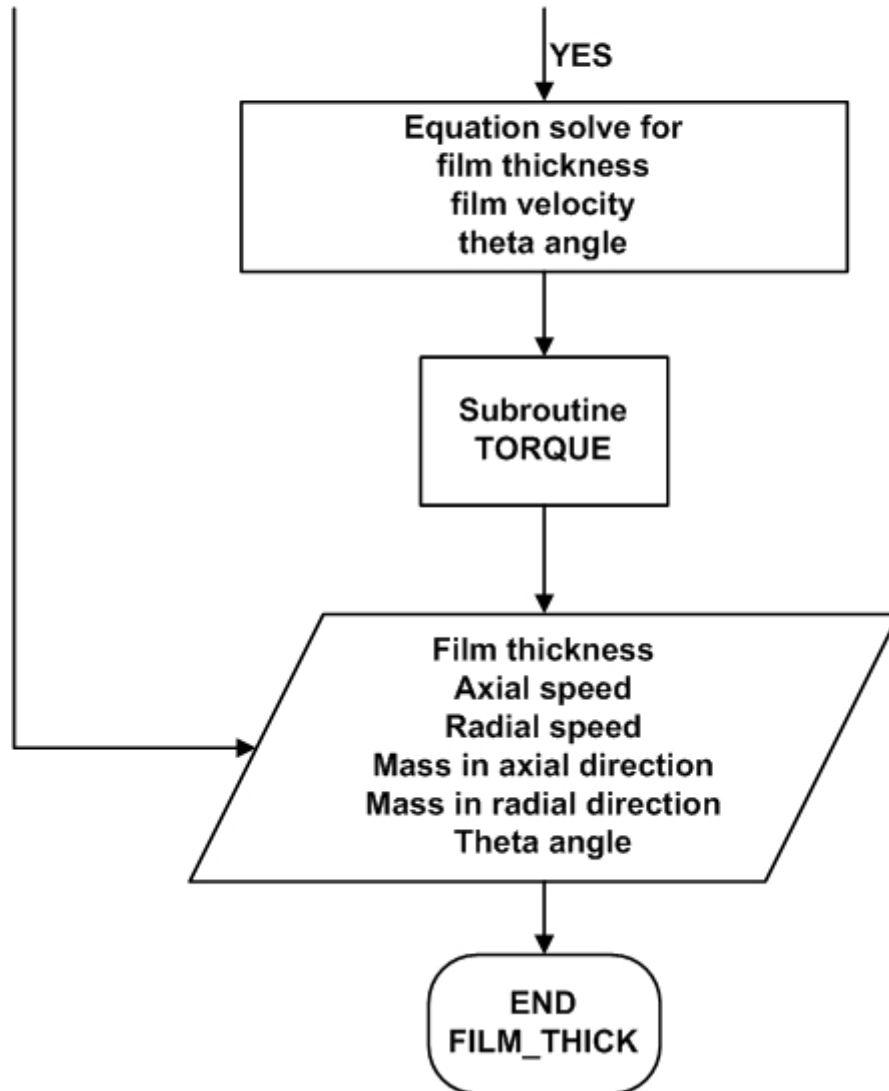 YES
Equation solve for
film thickness
film velocity
theta angle
Subroutine
TORQUE
Film thickness
Axial speed
Radial speed
Mass in axial direction
Mass in radial direction
Theta angle
END
FILM_THICK